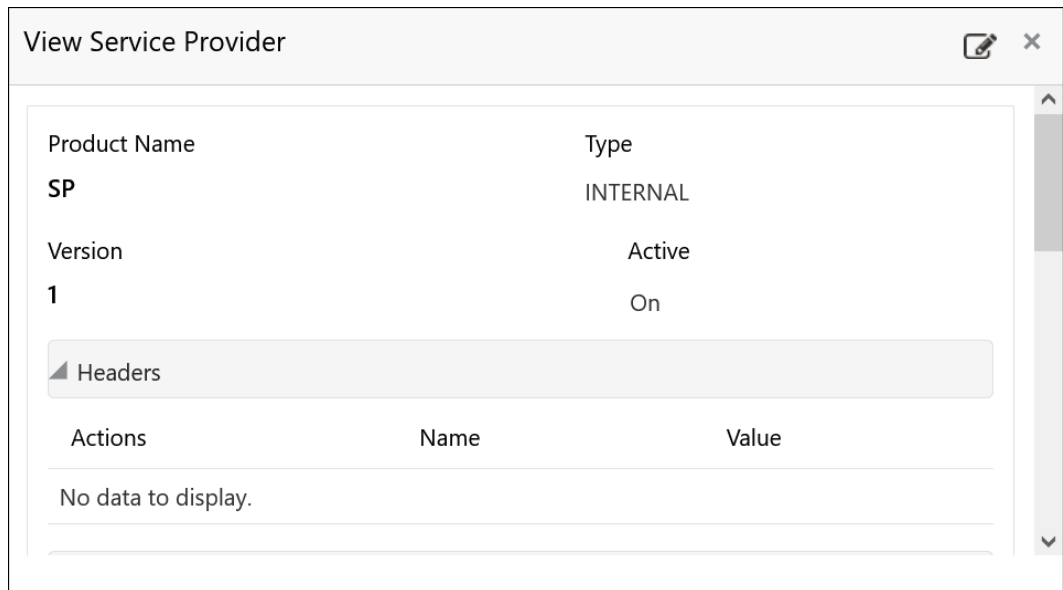 View Service Provider
Product Name Type
SP INTERNAL
Version Active
1 On
Headers
Actions Name Value
No data to display.